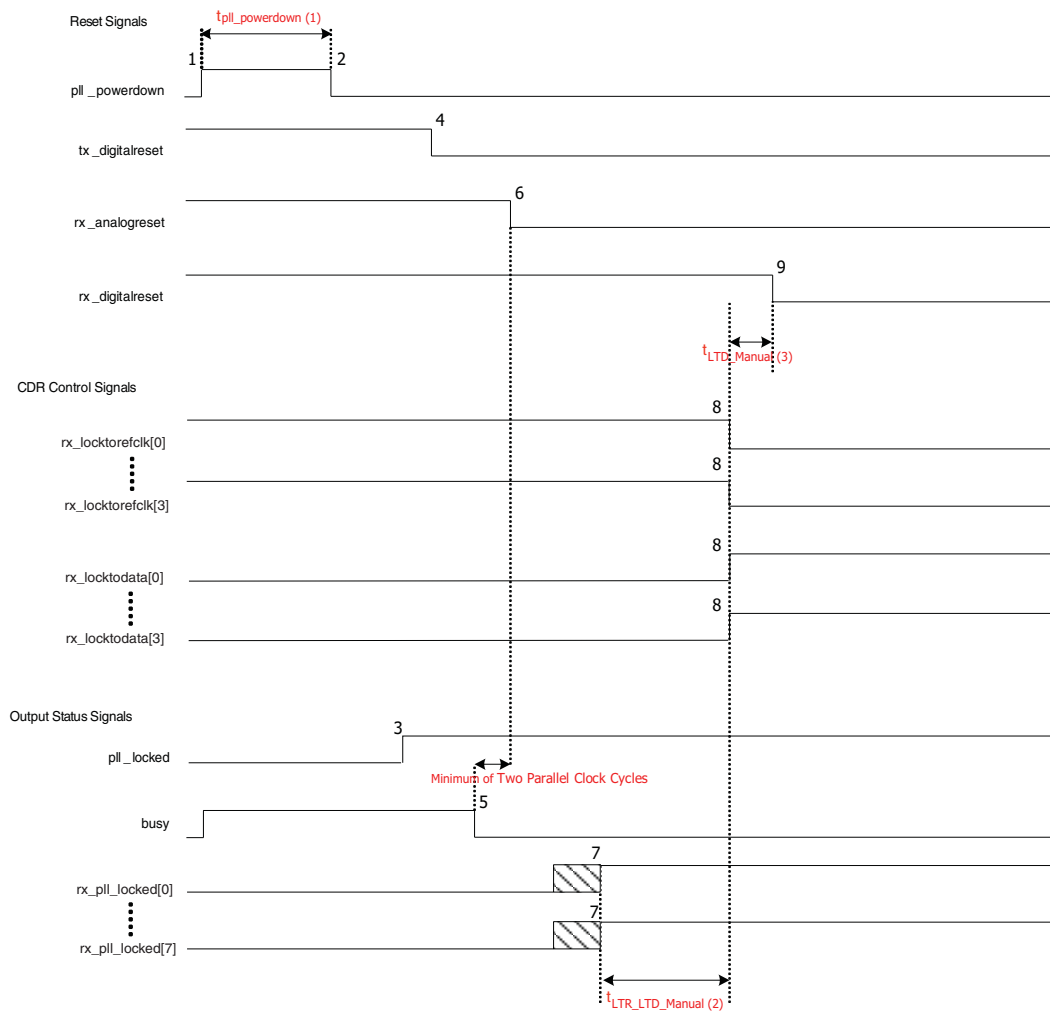 Reset Signals
tpll_powerdown (1)
1
2
pll _powerdown
4
tx _digitalreset
6
rx _analogreset
9
rx _digitalreset
tLTD_Manual (3)
CDR Control Signals
8
rx_locktorefclk[0]
8
rx_locktorefclk[3]
8
rx_locktodata[0]
8
rx_locktodata[3]
Output Status Signals
3
pll _locked
Minimum of Two Parallel Clock Cycles
5
busy
7
rx_pll_locked[0]
7
rx_pll_locked[7]
tLTR_LTD_Manual (2)